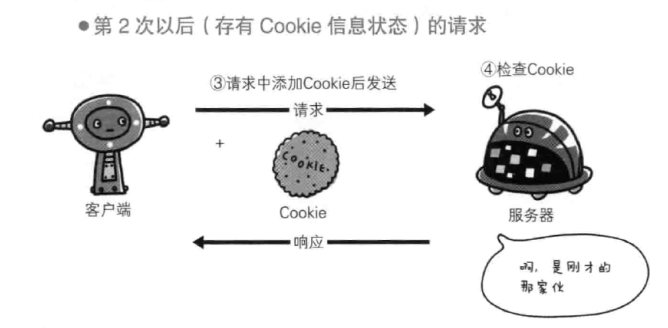 ●第 2 次以后（存有 Cookie 信息状态）的请求
④检查Cookie
③请求中添加Cookie后发送
请求
+
COOKIE
客户端
Cookie
服务器
响应
啊，是刚才的
那家伙